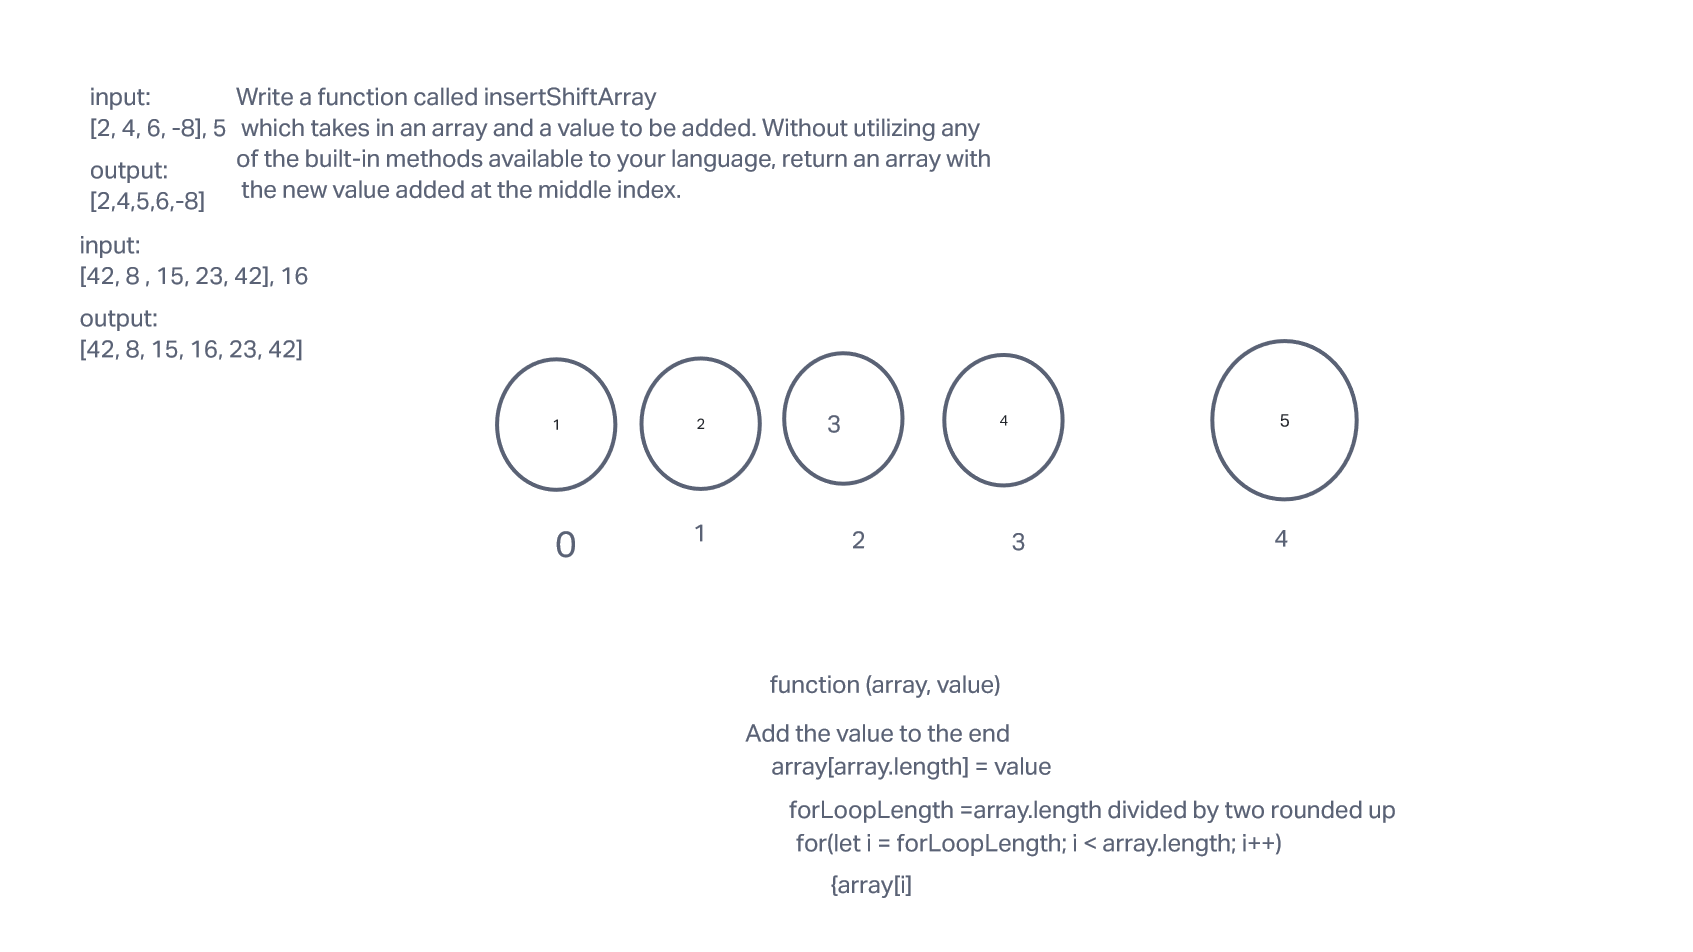 input:
[2, 4, 6, -8], 5
output:
[2,4,5,6,-8]
Write a function called insertShiftArray
which takes in an array and a value to be added. Without utilizing any
of the built-in methods available to your language, return an array with
the new value added at the middle index.
input:
[42, 8 , 15, 23, 42], 16
output:
[42, 8, 15, 16, 23, 42]
1 2 3 4 5
0 1 2 3 4
function (array, value)
Add the value to the end
array[array.length] = value
forLoopLength =array.length divided by two rounded up
for(let i = forLoopLength; i < array.length; i++)
{array[i]